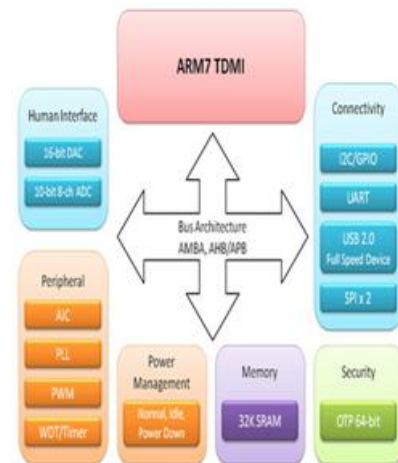 ARM7 TDMI
Human Interface
16-bit DAC
10-bit 8-ch ADC
Connectivity
I2C/GPIO
UART
USB 2.0
Full Speed Device
SPI x 2
Bus Architecture
AMBA, AHB/APB
Peripheral
AIC
PLL
PWM
WDT/Timer
Power
Management
Normal, Idle,
Power Down
Memory
32K SRAM
Security
OTP 64-bit